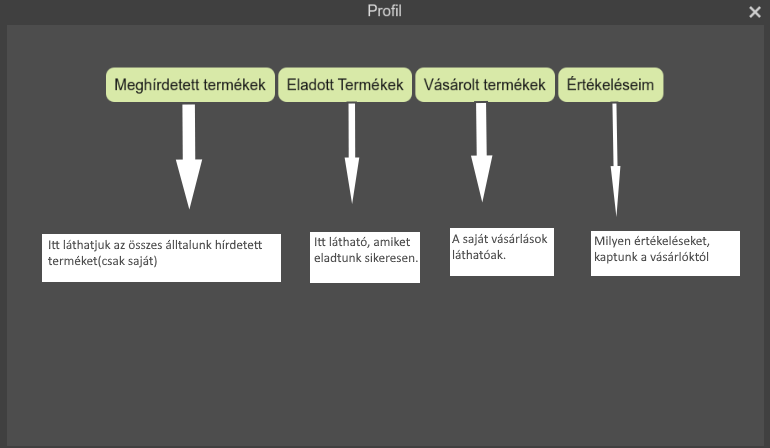 Profil
Meghírdetett termékek
Eladott Termékek
Vásárolt termékek
Értékeléseim
Itt láthatjuk az összes álltalunk hírdetett
terméket(csak saját)
Itt látható, amiket
eladtunk sikeresen.
A saját vásárlások
láthatóak.
Milyen értékeléseket,
kaptunk a vásárlóktól